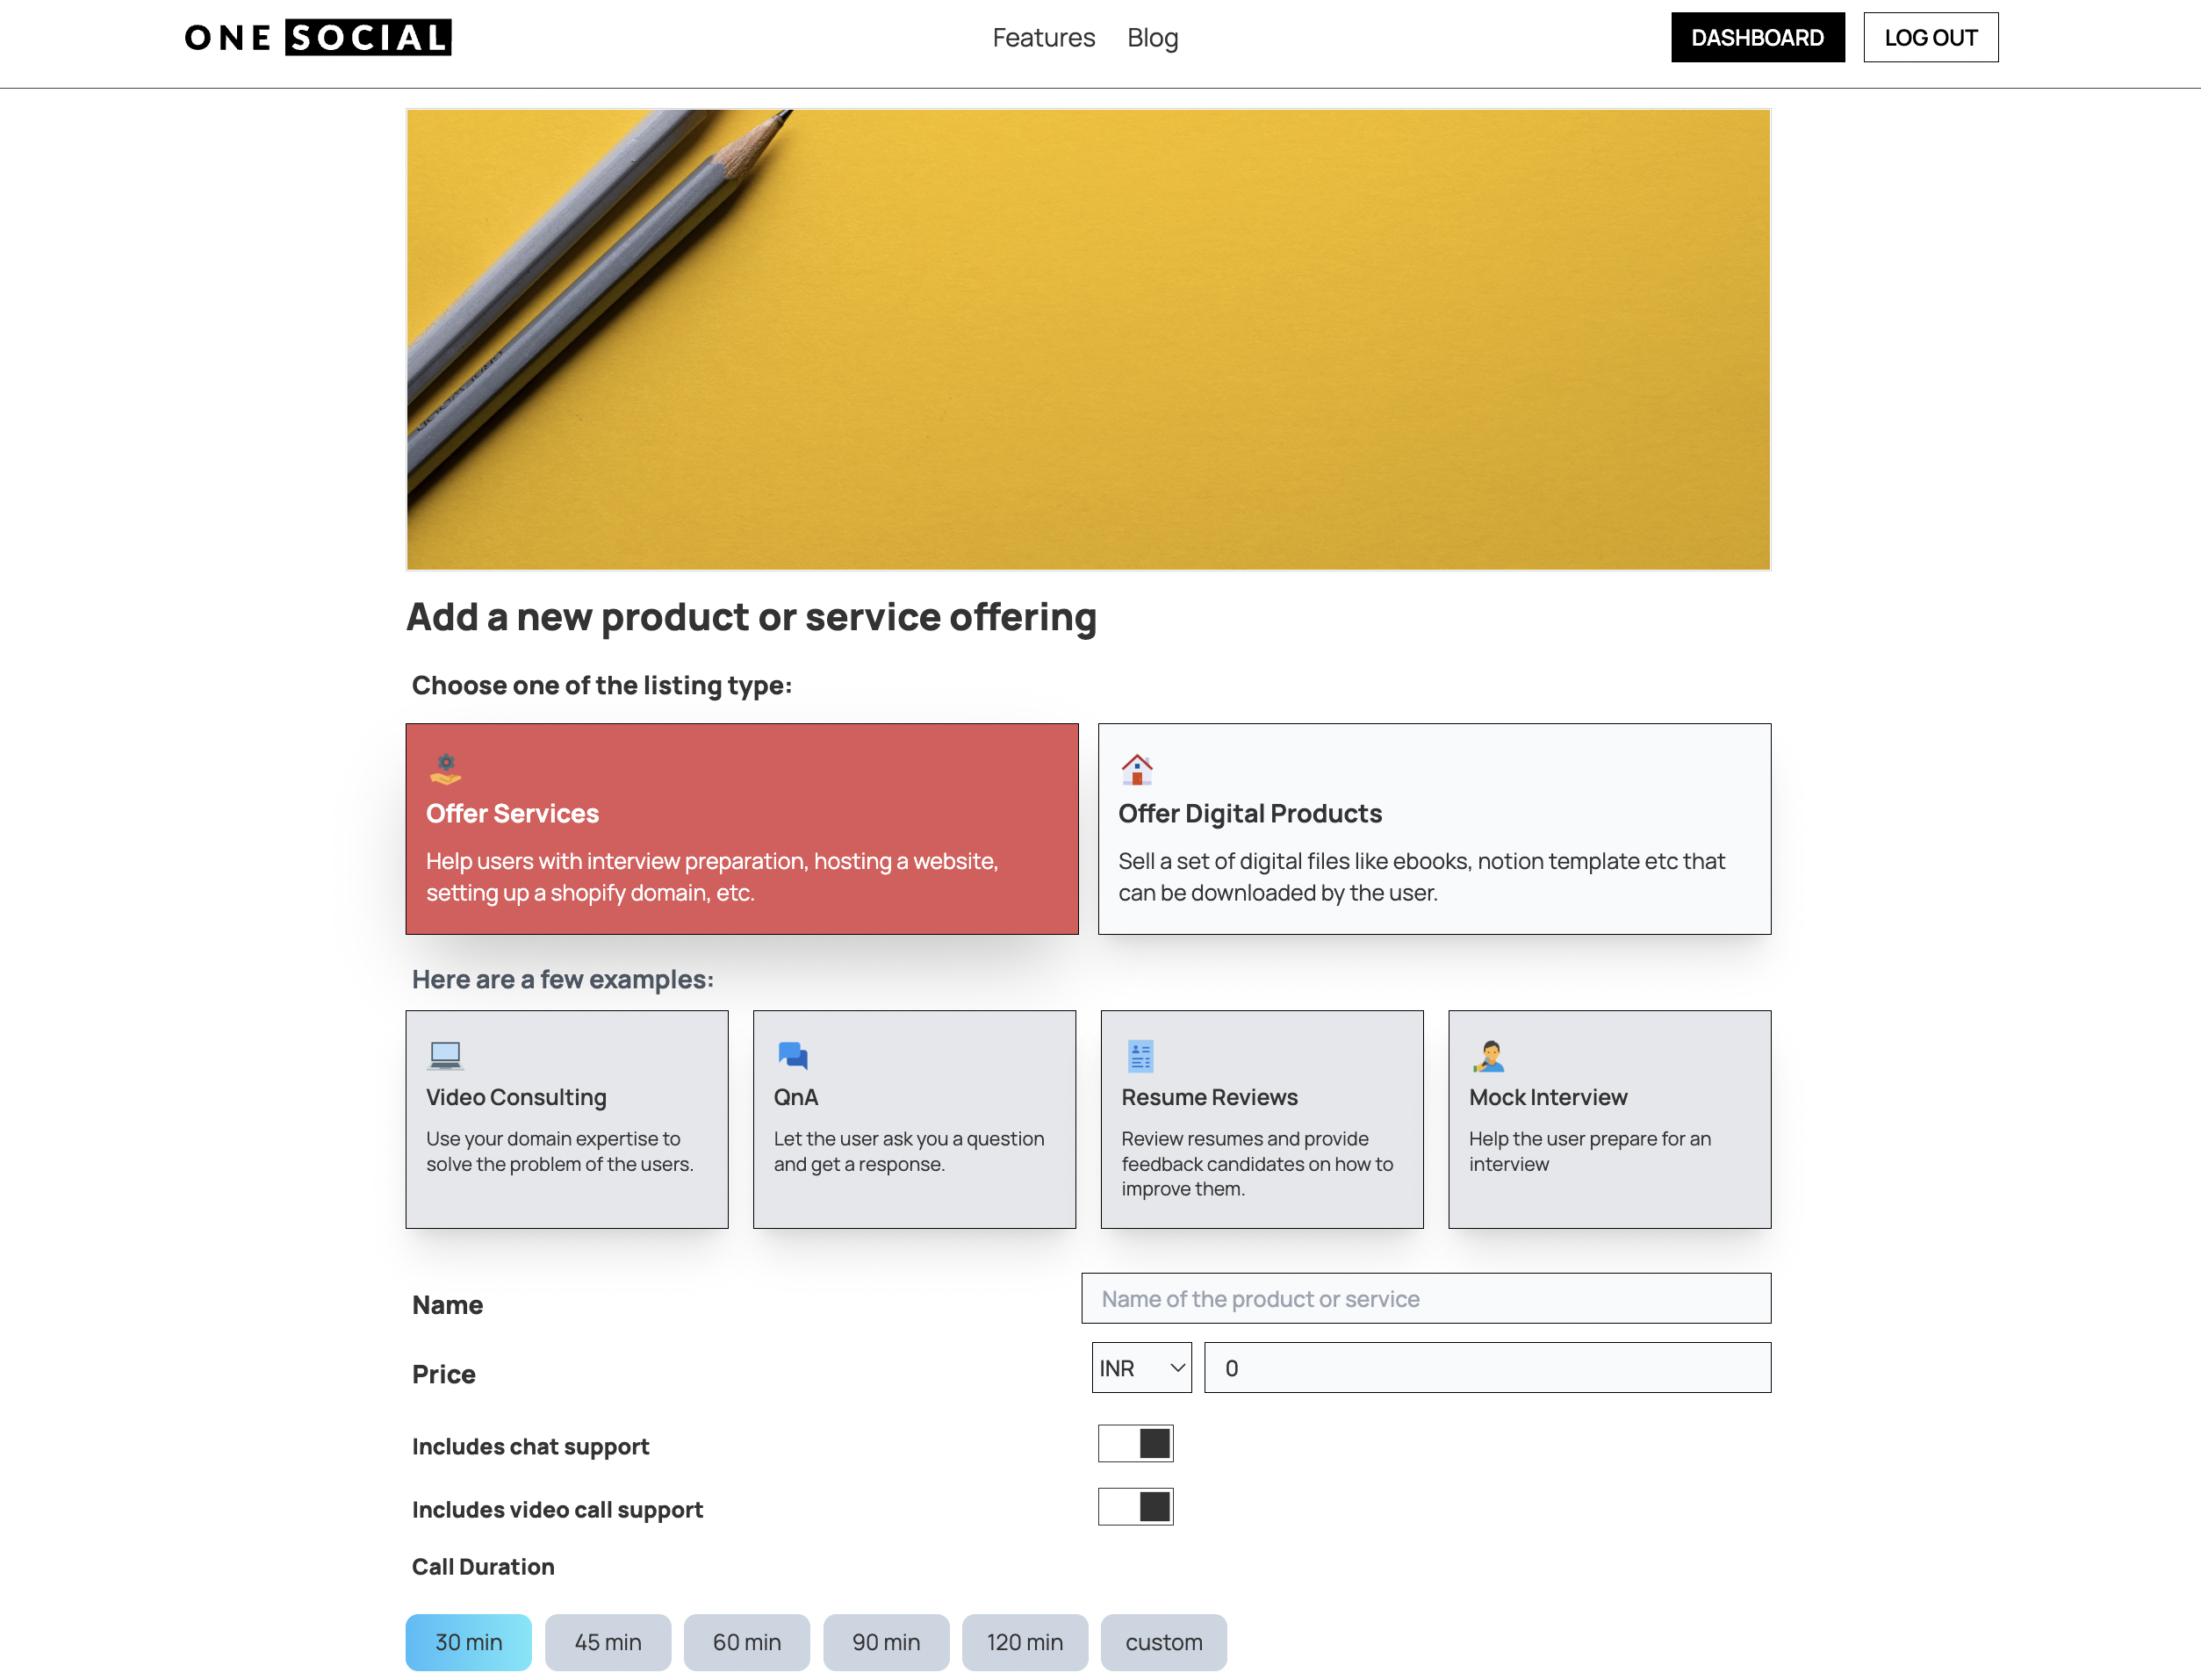 ONE SOCIAL
Features
Blog
DASHBOARD
LOG OUT
Add a new product or service offering
Choose one of the listing type:
Offer Services
Help users with interview preparation, hosting a website,
setting up a shopify domain, etc.
Offer Digital Products
Sell a set of digital files like ebooks, notion template etc that
can be downloaded by the user.
Here are a few examples:
Video Consulting
Use your domain expertise to
solve the problem of the users.
QnA
Let the user ask you a question
and get a response.
Resume Reviews
Review resumes and provide
feedback candidates on how to
improve them.
Mock Interview
Help the user prepare for an
interview
Name
Name of the product or service
Price
INR
0
Includes chat support
Includes video call support
Call Duration
30 min
45 min
60 min
90 min
120 min
custom